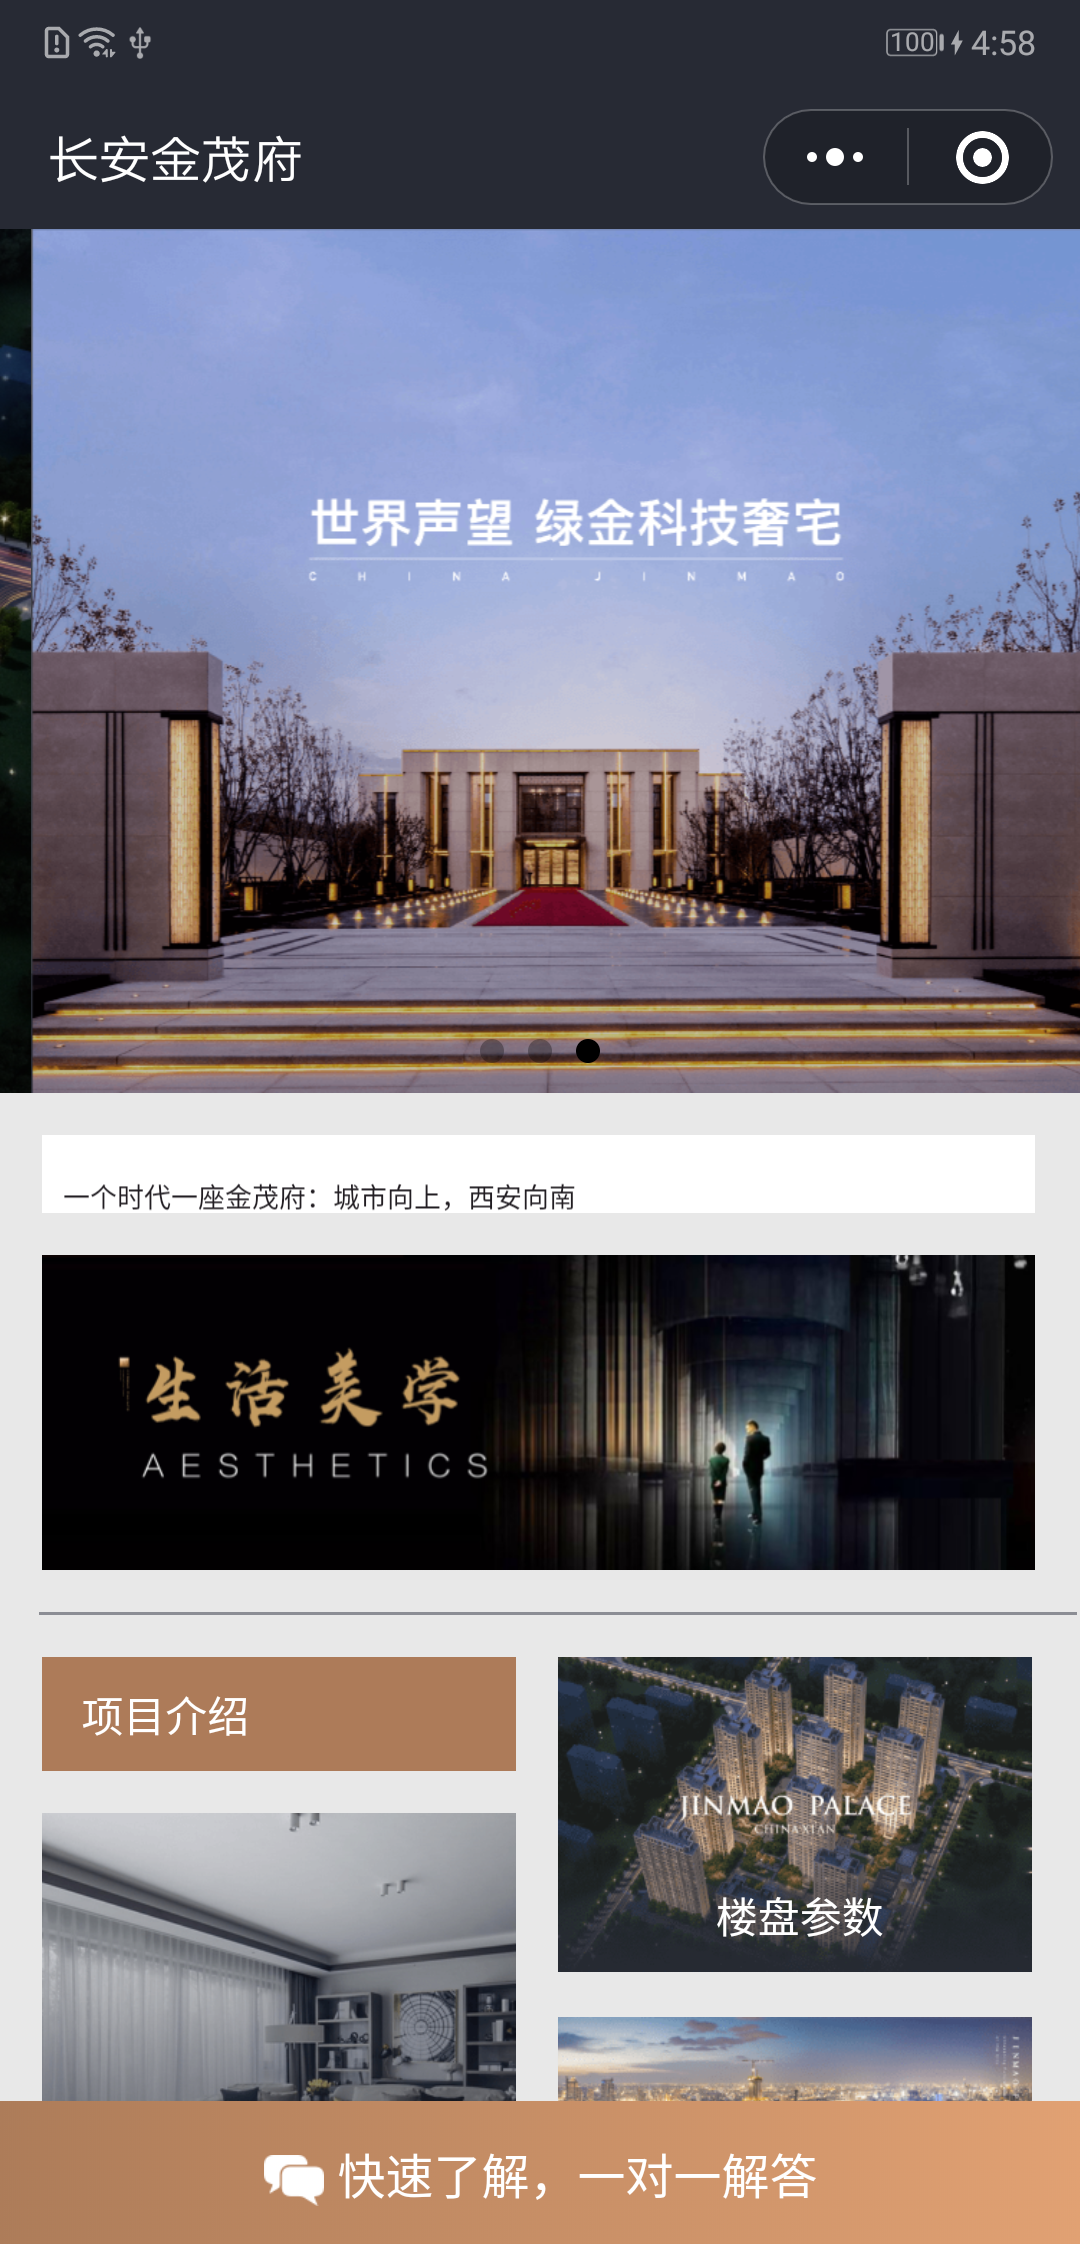 100 4:58
长安金茂府
世界声望 绿金科技奢宅
CHINA JINMAO
一个时代一座金茂府：城市向上，西安向南
生活美学
AESTHETICS
项目介绍
JINMAO PALACE
CHINA XI'AN
楼盘参数
快速了解，一对一解答